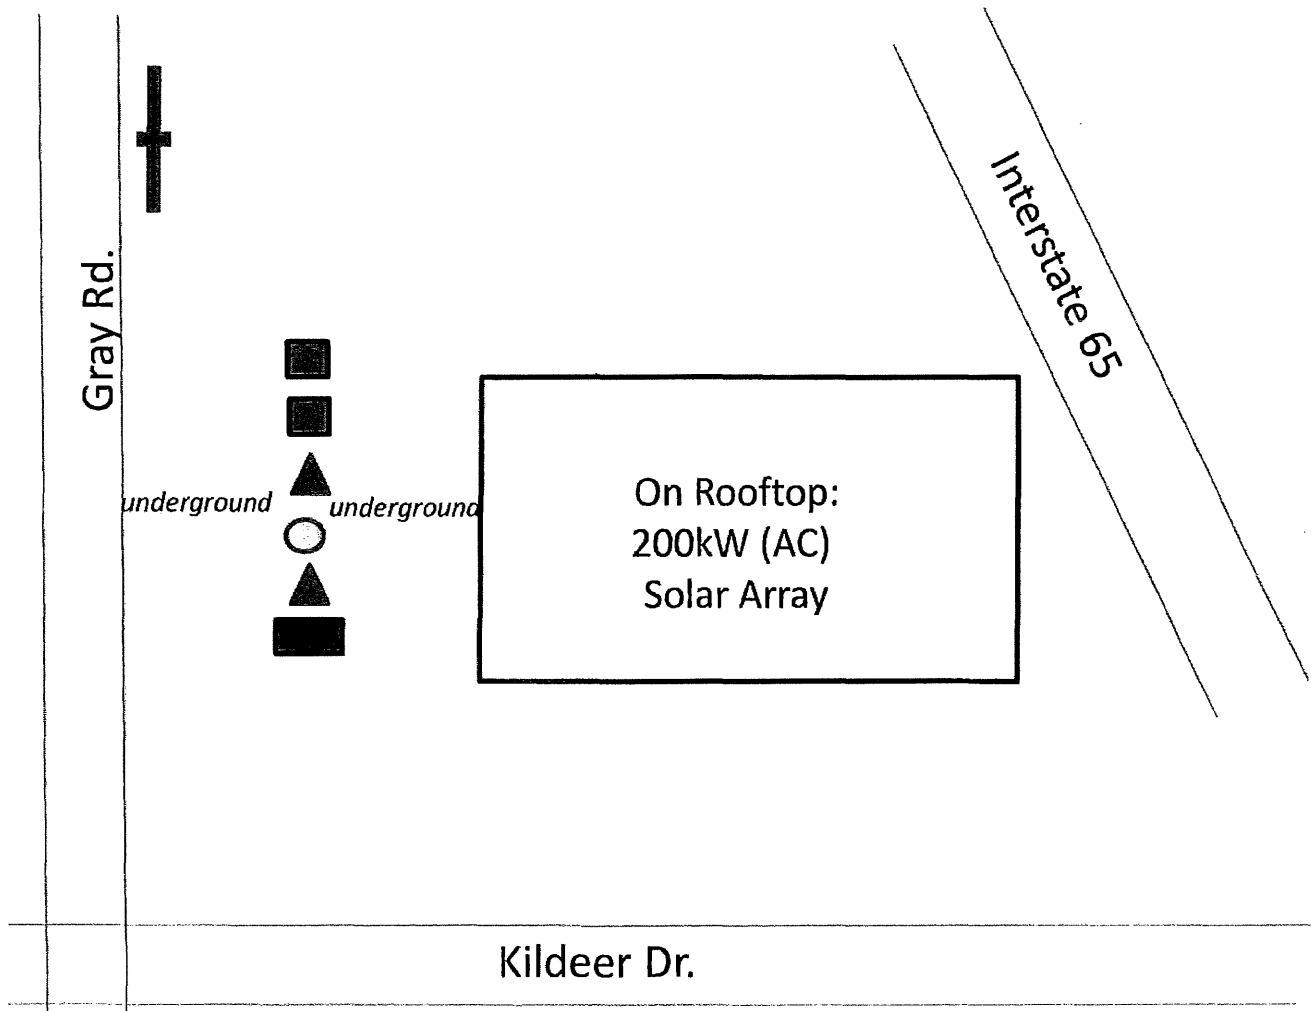 Interstate 65
Gray Rd.
underground
underground
On Rooftop:
200kW (AC)
Solar Array
Kildeer Dr.